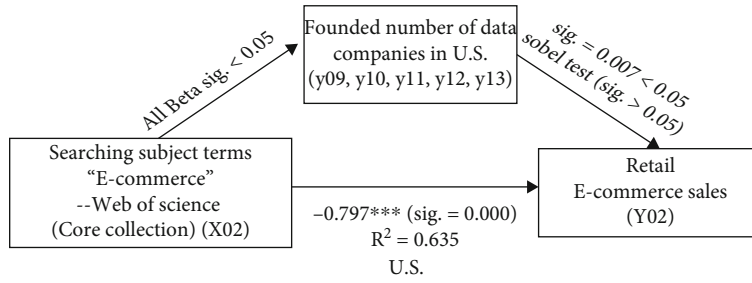 Founded number of data
companies in U.S.
(y09, y10, y11, y12, y13)
All Beta sig. < 0.05
sig. = 0.007 < 0.05
sobel test (sig. > 0.05)
Searching subject terms
“E-commerce”
--Web of science
(Core collection) (X02)
–0.797*** (sig. = 0.000)
R² = 0.635
U.S.
Retail
E-commerce sales
(Y02)